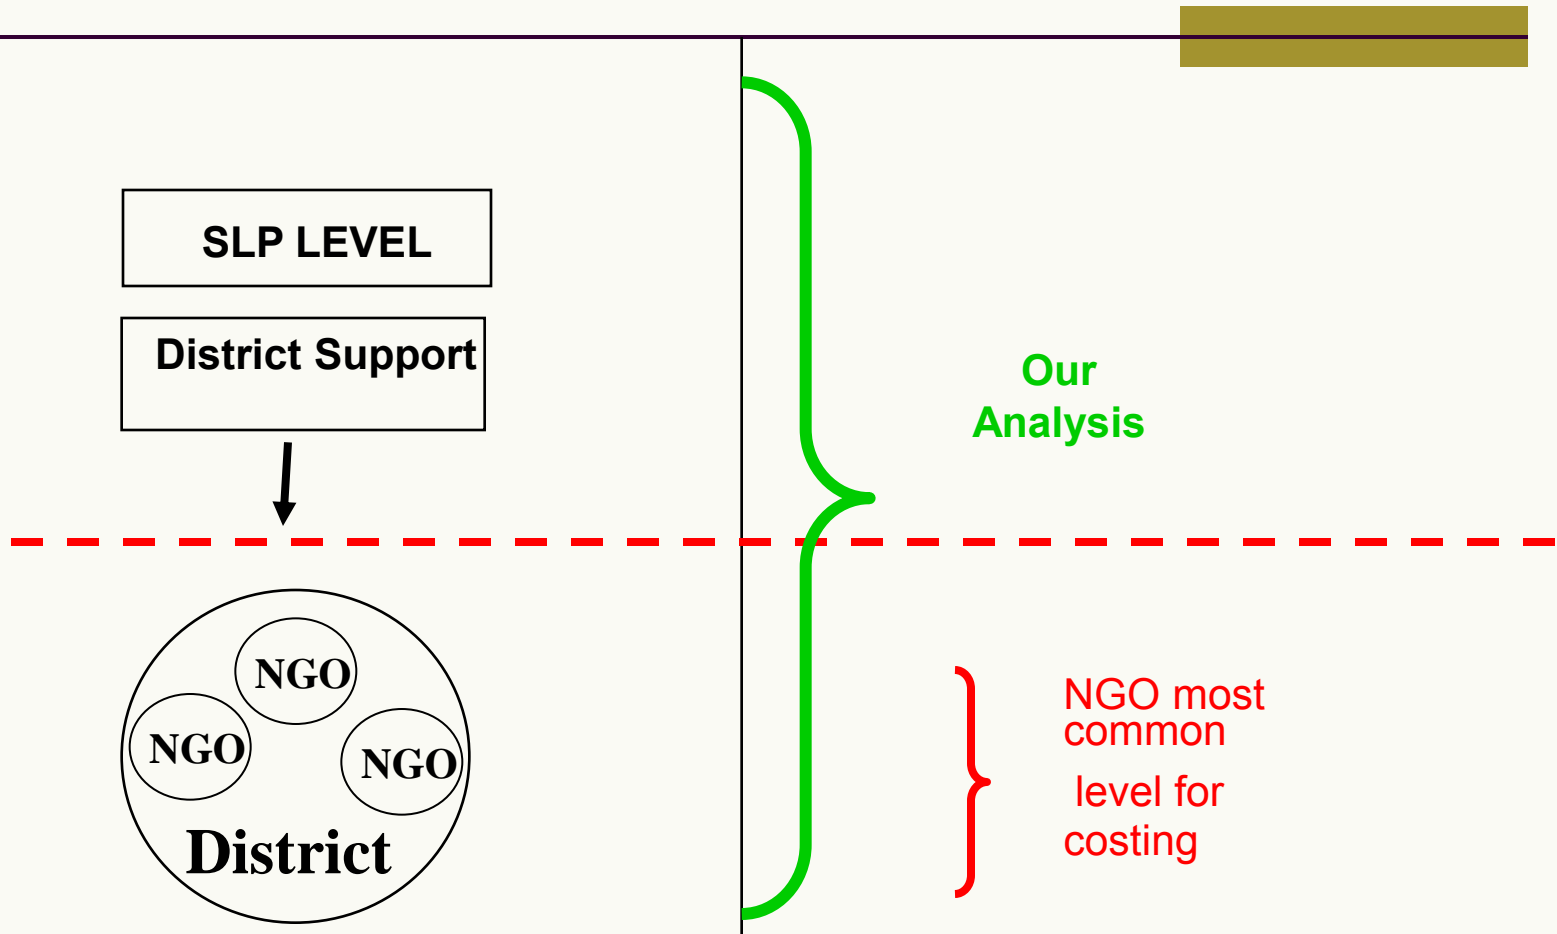 SLP LEVEL
District Support
Our
Analysis
NGO
NGO
NGO
District
NGO most
common
level for
costing